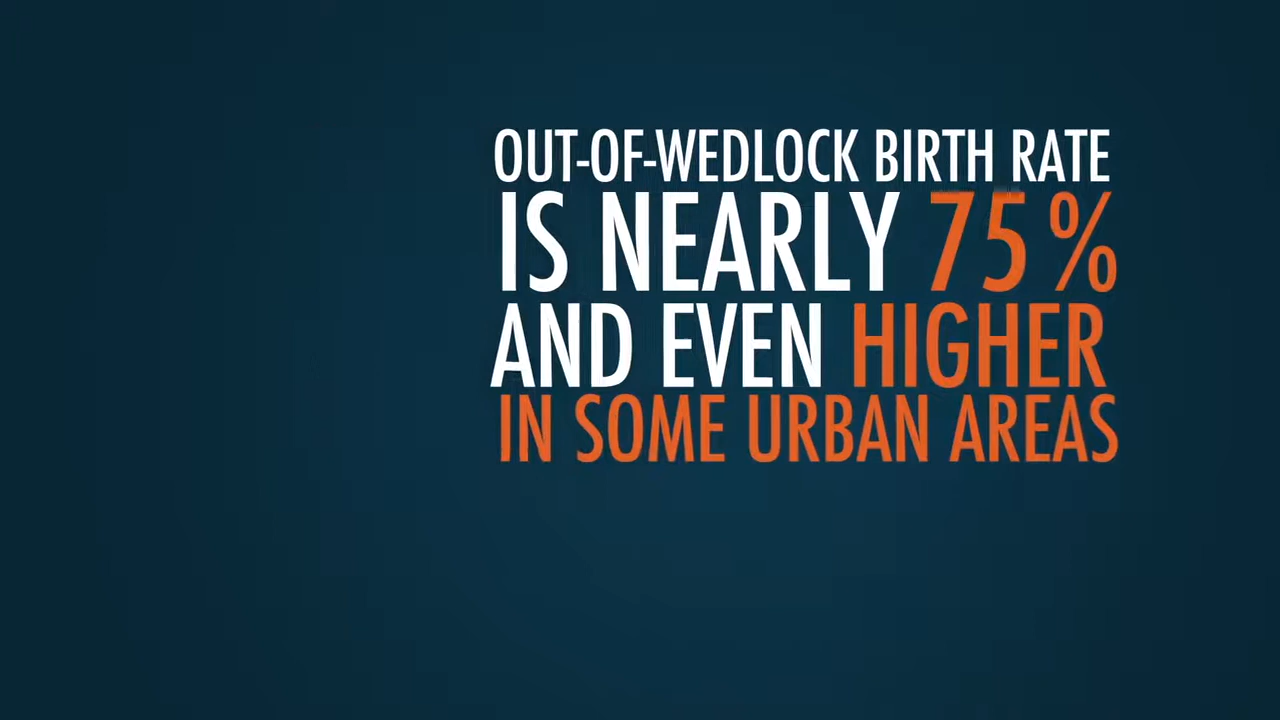 OUT-OF-WEDLOCK BIRTH RATE
IS NEARLY 75%
AND EVEN HIGHER
IN SOME URBAN AREAS